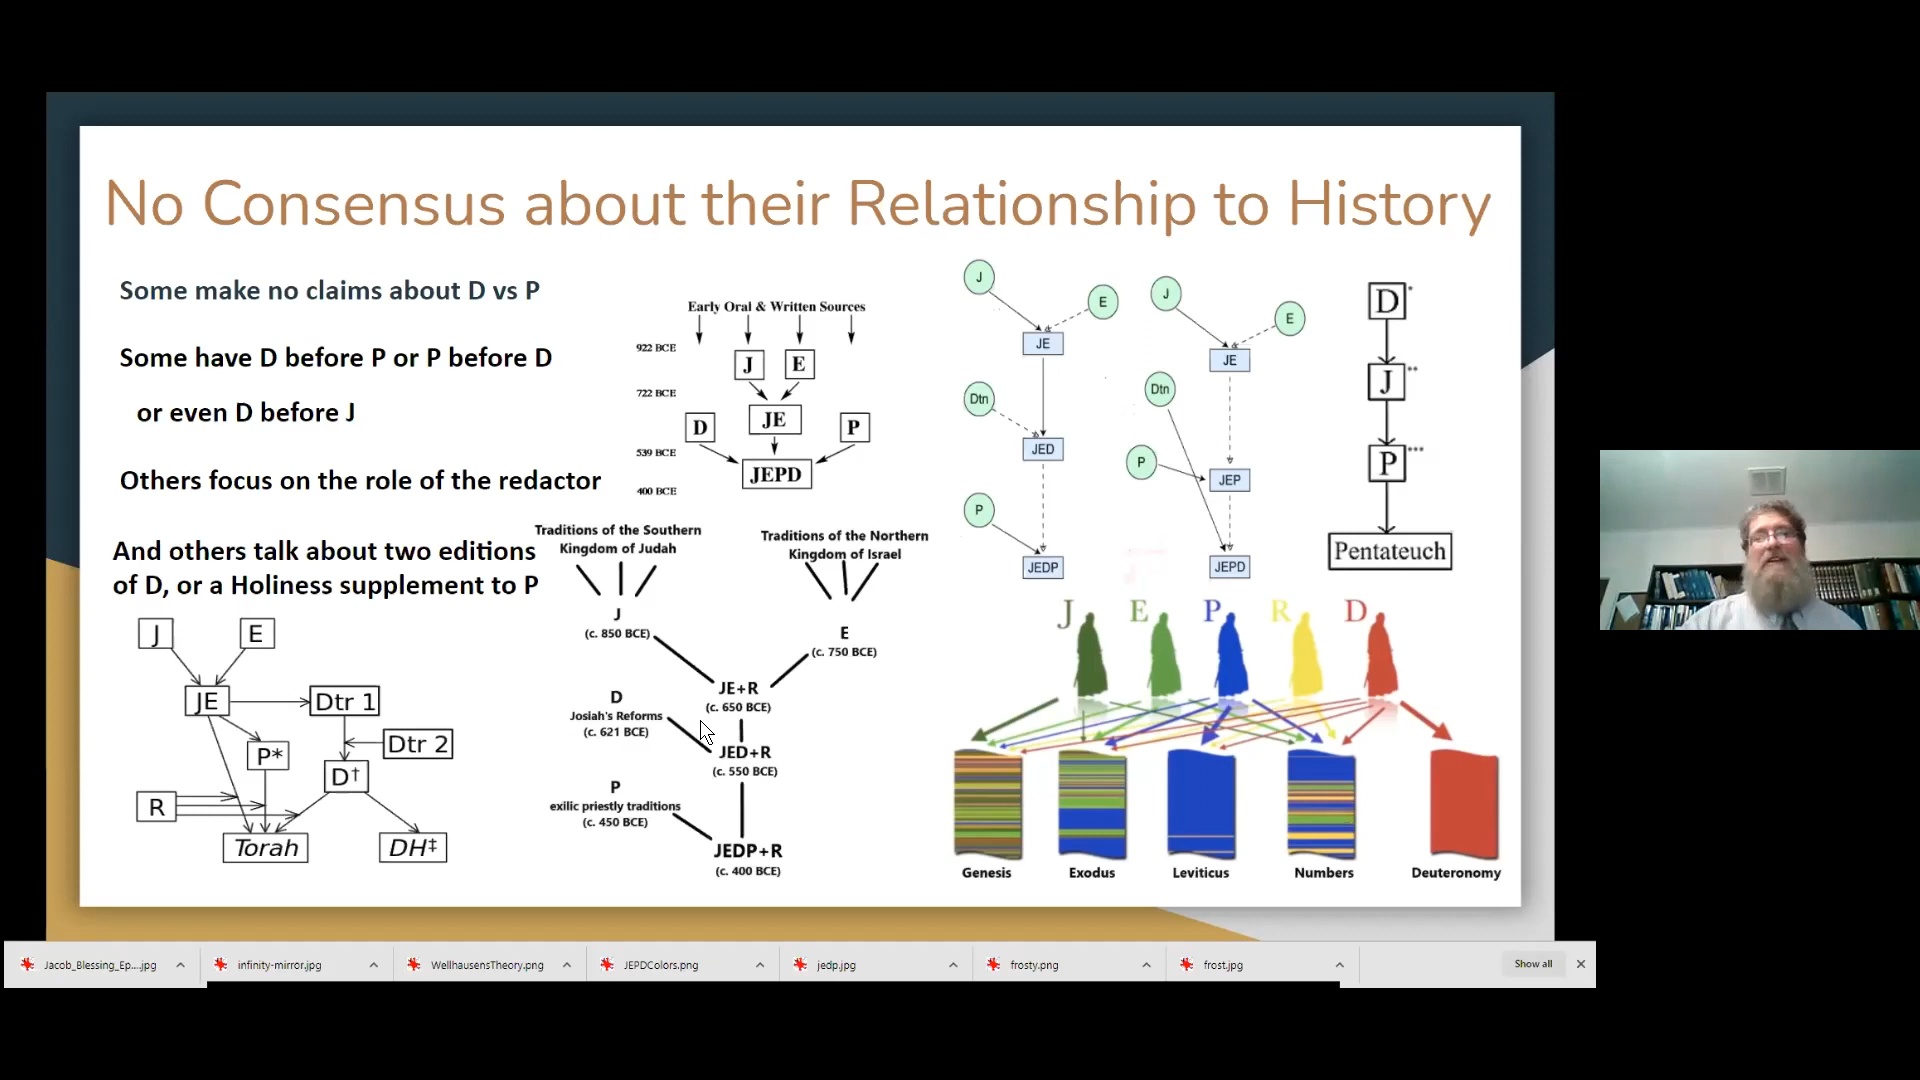 No Consensus about their Relationship to History
Some make no claims about D vs P
Some have D before P or P before D
or even D before J
Others focus on the role of the redactor
And others talk about two editions
of D, or a Holiness supplement to P
Early Oral & Written Sources
922 BCE
J
E
722 BCE
D
JE
P
539 BCE
JEPD
400 BCE
J
E
JE
Dtn
JED
P
JEDP
J
E
JE
Dtn
P
JEP
JEPD
D*
J**
P***
Pentateuch
J
E
JE
Dtr 1
Dtr 2
P*
D†
R
Torah
DH‡
Traditions of the Southern
Kingdom of Judah
Traditions of the Northern
Kingdom of Israel
J
(c. 850 BCE)
E
(c. 750 BCE)
JE+R
(c. 650 BCE)
D
Josiah's Reforms
(c. 621 BCE)
JED+R
(c. 550 BCE)
P
exilic priestly traditions
(c. 450 BCE)
JEDP+R
(c. 400 BCE)
J E P R D
Genesis Exodus Leviticus Numbers Deuteronomy
Jacob_Blessing_Ep....jpg
infinity-mirror.jpg
WellhausensTheory.png
JEPDColors.png
jedp.jpg
frosty.png
frost.jpg
Show all